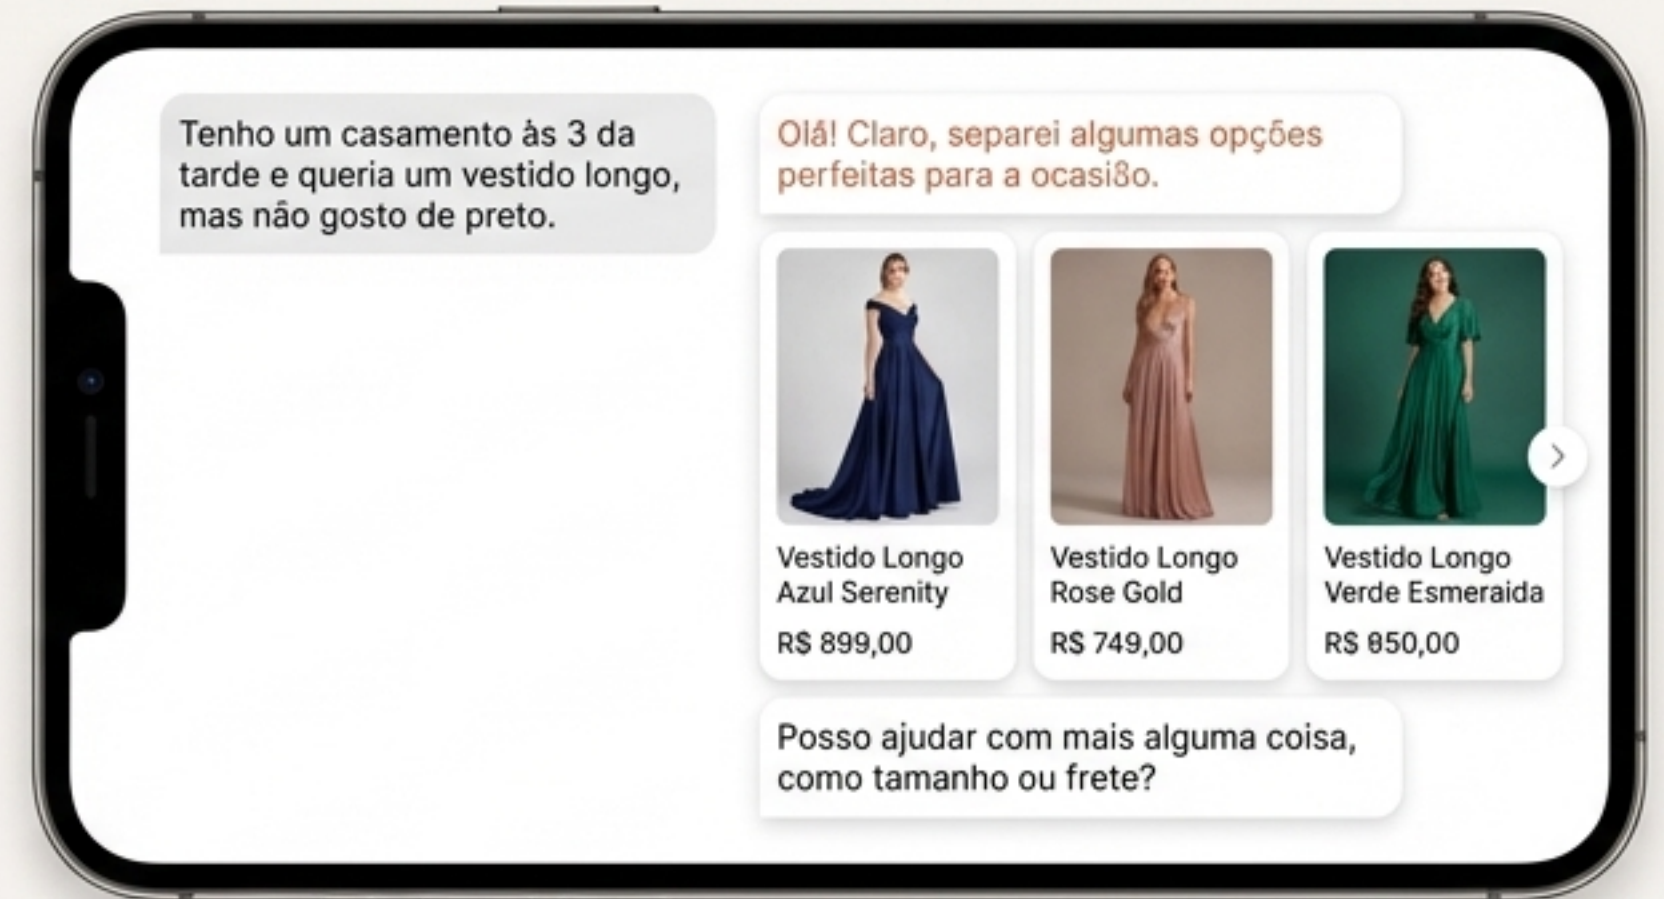 Tenho um casamento às 3 da
tarde e queria um vestido longo,
mas não gosto de preto.
Olá! Claro, separei algumas opções
perfeitas para a ocasi8o.
Vestido Longo
Azul Serenity
R$ 899,00
Vestido Longo
Rose Gold
R$ 749,00
Vestido Longo
Verde Esmeraida
R$ 850,00
Posso ajudar com mais alguma coisa,
como tamanho ou frete?